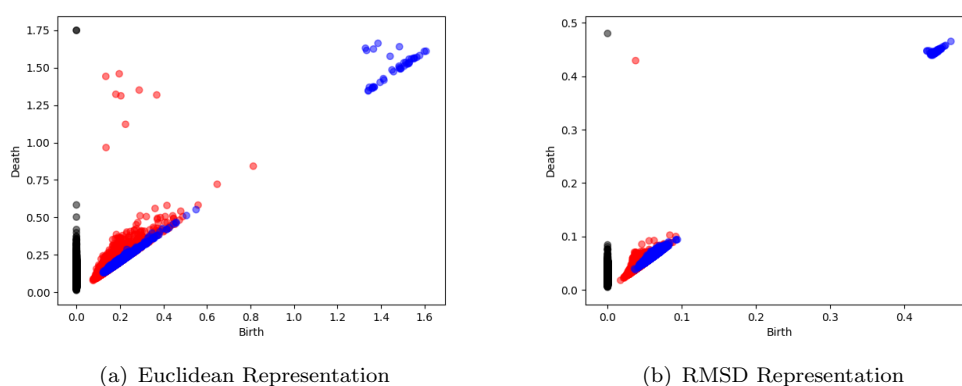 1.75
1.50
1.25
1.00
0.75
0.50
0.25
0.00
Death
0.0 0.2 0.4 0.6 0.8 1.0 1.2 1.4 1.6
Birth
(a) Euclidean Representation
0.5
0.4
0.3
0.2
0.1
0.0
Death
0.0 0.1 0.2 0.3 0.4
Birth
(b) RMSD Representation